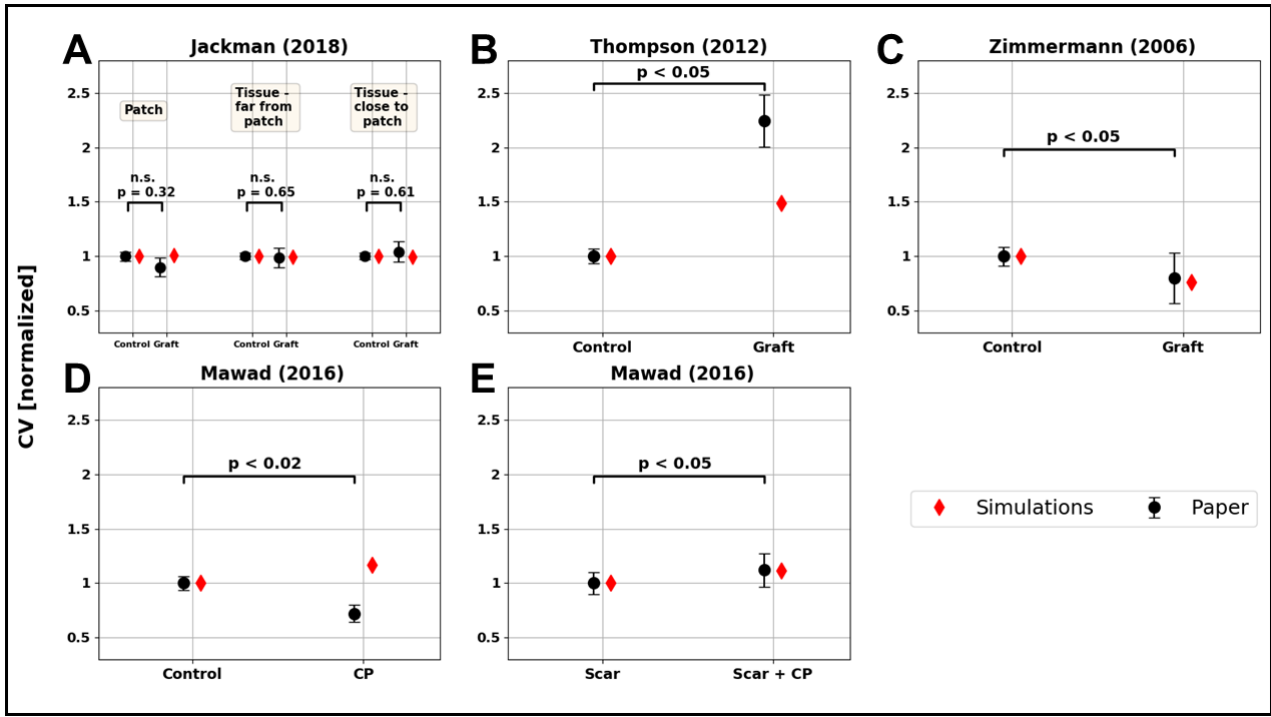 A
Jackman (2018)
B
Thompson (2012)
C
Zimmermann (2006)
CV [normalized]
2.5
2
1.5
1
0.5
Patch
Tissue -
far from
patch
Tissue -
close to
patch
n.s.
p = 0.32
n.s.
p = 0.65
n.s.
p = 0.61
Control Graft
Control Graft
Control Graft
2.5
2
1.5
1
0.5
p < 0.05
Control
Graft
2.5
2
1.5
1
0.5
p < 0.05
Control
Graft
D
Mawad (2016)
2.5
2
1.5
1
0.5
p < 0.02
Control
CP
E
Mawad (2016)
2.5
2
1.5
1
0.5
p < 0.05
Scar
Scar + CP
Simulations
Paper